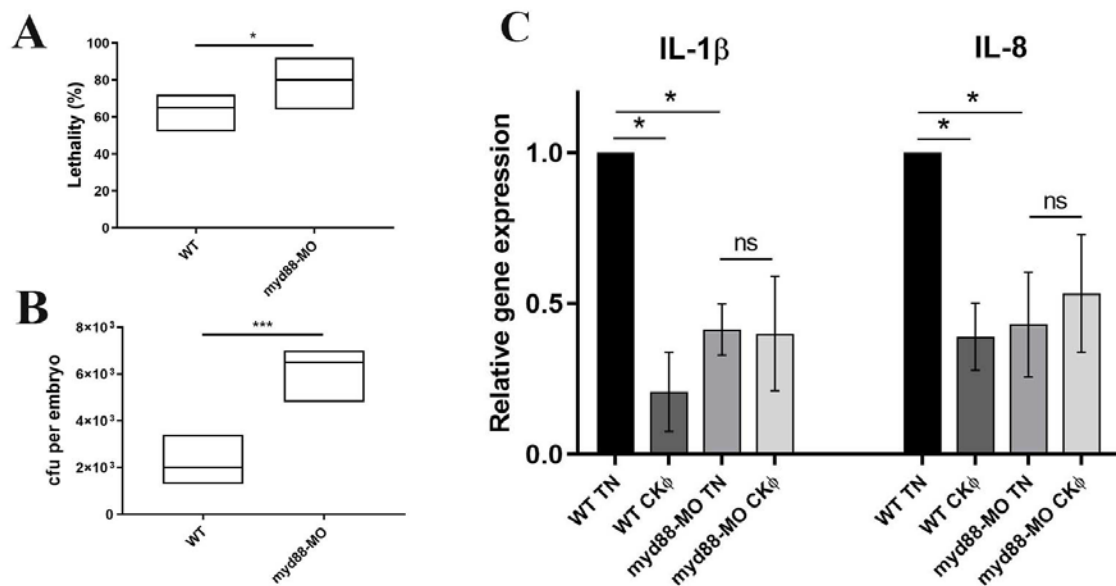 A
Lethality (%)
100
80
60
40
20
0
*
WT
myd88-MO
B
cfu per embryo
8×10³
6×10³
4×10³
2×10³
0
***
WT
myd88-MO
C
IL-1β
IL-8
Relative gene expression
1.0
0.5
0.0
*
*
ns
*
*
ns
WT TN
WT CKϕ
myd88-MO TN
myd88-MO CKϕ
WT TN
WT CKϕ
myd88-MO TN
myd88-MO CKϕ